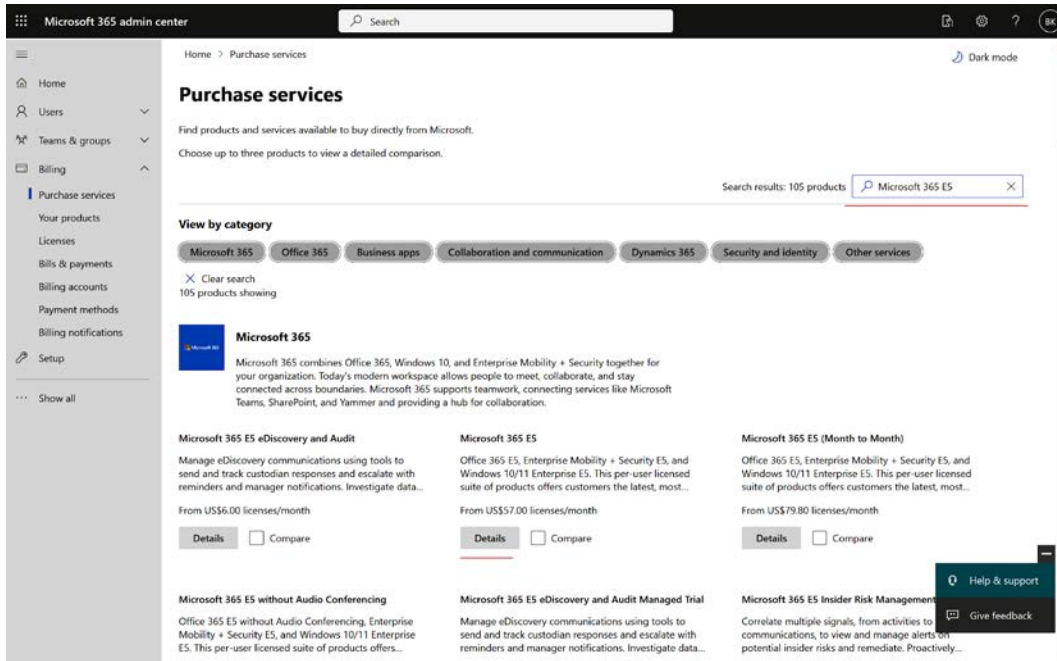 Microsoft 365 admin center
Search
BK
Home > Purchase services
Dark mode
Home
Users
Teams & groups
Billing
Purchase services
Your products
Licenses
Bills & payments
Billing accounts
Payment methods
Billing notifications
Setup
Show all
Purchase services
Find products and services available to buy directly from Microsoft.
Choose up to three products to view a detailed comparison.
Search results: 105 products
Microsoft 365 E5
View by category
Microsoft 365
Office 365
Business apps
Collaboration and communication
Dynamics 365
Security and identity
Other services
Clear search
105 products showing
Microsoft 365
Microsoft 365
Microsoft 365 combines Office 365, Windows 10, and Enterprise Mobility + Security together for
your organization. Today's modern workspace allows people to meet, collaborate, and stay
connected across boundaries. Microsoft 365 supports teamwork, connecting services like Microsoft
Teams, SharePoint, and Yammer and providing a hub for collaboration.
Microsoft 365 E5 eDiscovery and Audit
Manage eDiscovery communications using tools to
send and track custodian responses and escalate with
reminders and manager notifications. Investigate data...
From US$6.00 licenses/month
Details
Compare
Microsoft 365 E5
Office 365 E5, Enterprise Mobility + Security E5, and
Windows 10/11 Enterprise E5. This per-user licensed
suite of products offers customers the latest, most...
From US$57.00 licenses/month
Details
Compare
Microsoft 365 E5 (Month to Month)
Office 365 E5, Enterprise Mobility + Security E5, and
Windows 10/11 Enterprise E5. This per-user licensed
suite of products offers customers the latest, most...
From US$79.80 licenses/month
Details
Compare
Microsoft 365 E5 without Audio Conferencing
Office 365 E5 without Audio Conferencing, Enterprise
Mobility + Security E5, and Windows 10/11 Enterprise
E5. This per-user licensed suite of products offers...
Microsoft 365 E5 eDiscovery and Audit Managed Trial
Manage eDiscovery communications using tools to
send and track custodian responses and escalate with
reminders and manager notifications. Investigate data...
Microsoft 365 E5 Insider Risk Management
Correlate multiple signals, from activities to
communications, to view and manage alerts on
potential insider risks and remediate. Proactively...
Help & support
Give feedback